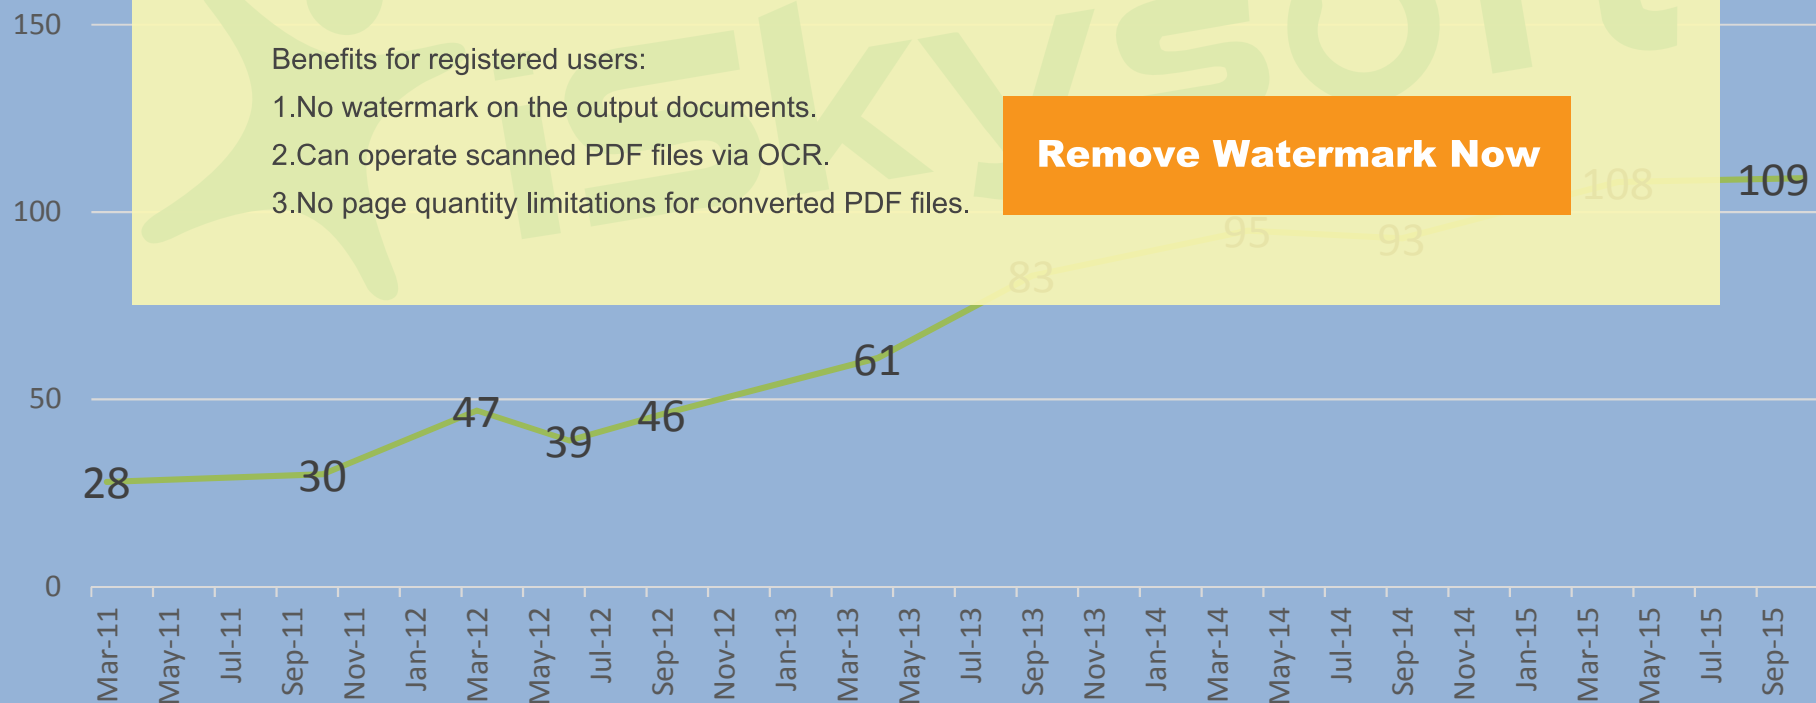 150
iskysoft
Benefits for registered users:
1.No watermark on the output documents.
2.Can operate scanned PDF files via OCR.
3.No page quantity limitations for converted PDF files.
Remove Watermark Now
100
108
109
95
93
83
61
50
47
46
39
30
28
0
Mar-11
May-11
Jul-11
Sep-11
Nov-11
Jan-12
Mar-12
May-12
Jul-12
Sep-12
Nov-12
Jan-13
Mar-13
May-13
Jul-13
Sep-13
Nov-13
Jan-14
Mar-14
May-14
Jul-14
Sep-14
Nov-14
Jan-15
Mar-15
May-15
Jul-15
Sep-15